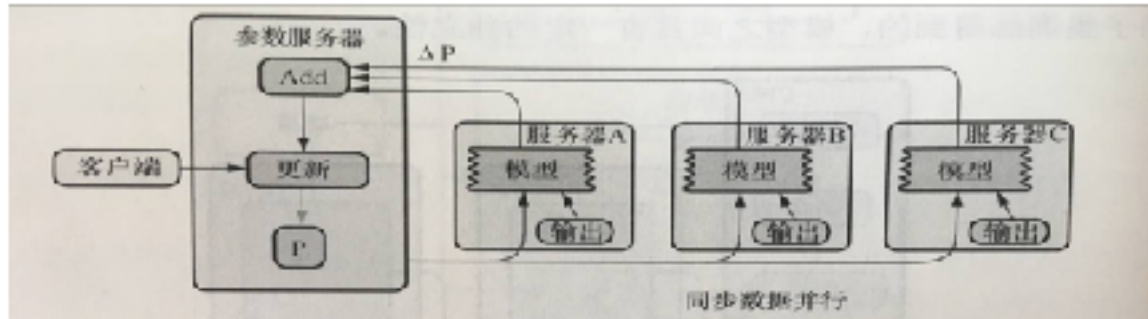 参数服务器
ΔP
Add
服务器A
服务器B
服务器C
客户端
更新
模型
模型
模型
P
输出
输出
输出
同步数据并行